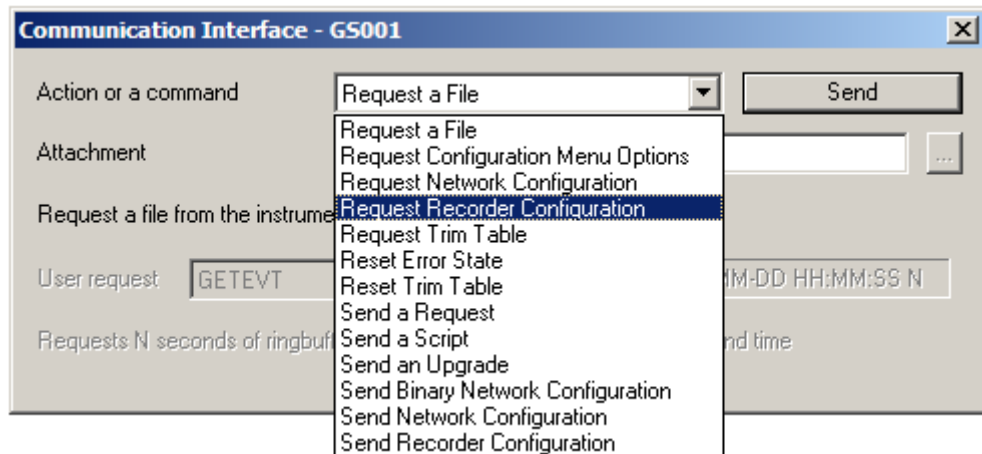 Communication Interface - GS001
Action or a command
Request a File
Send
Request a File
Attachment
Request Configuration Menu Options
...
Request Network Configuration
Request a file from the instrume
Request Recorder Configuration
Request Trim Table
Reset Error State
User request
GETEVT
Reset Trim Table
M-DD HH:MM:SS N
Send a Request
Requests N seconds of ringbuf
Send a Script
nd time
Send an Upgrade
Send Binary Network Configuration
Send Network Configuration
Send Recorder Configuration